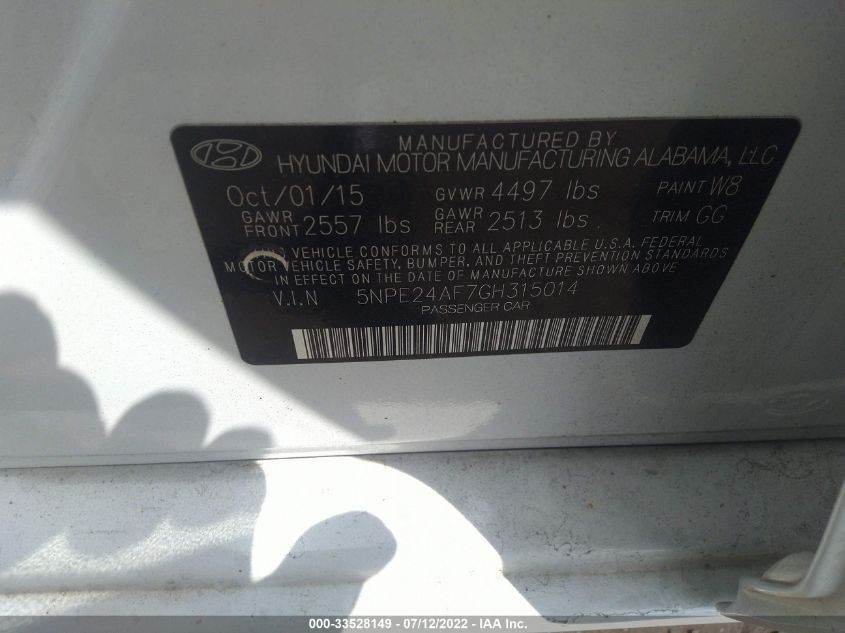 MANUFACTURED BY
HYUNDAI MOTOR MANUFACTURING ALABAMA, LLC
Oct/01/15 GVWR 4497 lbs PAINT W8
GAWR FRONT 2557 lbs GAWR REAR 2513 lbs TRIM GG
THIS VEHICLE CONFORMS TO ALL APPLICABLE U.S.A. FEDERAL
MOTOR VEHICLE SAFETY, BUMPER, AND THEFT PREVENTION STANDARDS
IN EFFECT ON THE DATE OF MANUFACTURE SHOWN ABOVE
V.I.N 5NPE24AF7GH315014
PASSENGER CAR
000-33528149 - 07/12/2022 - IAA Inc.